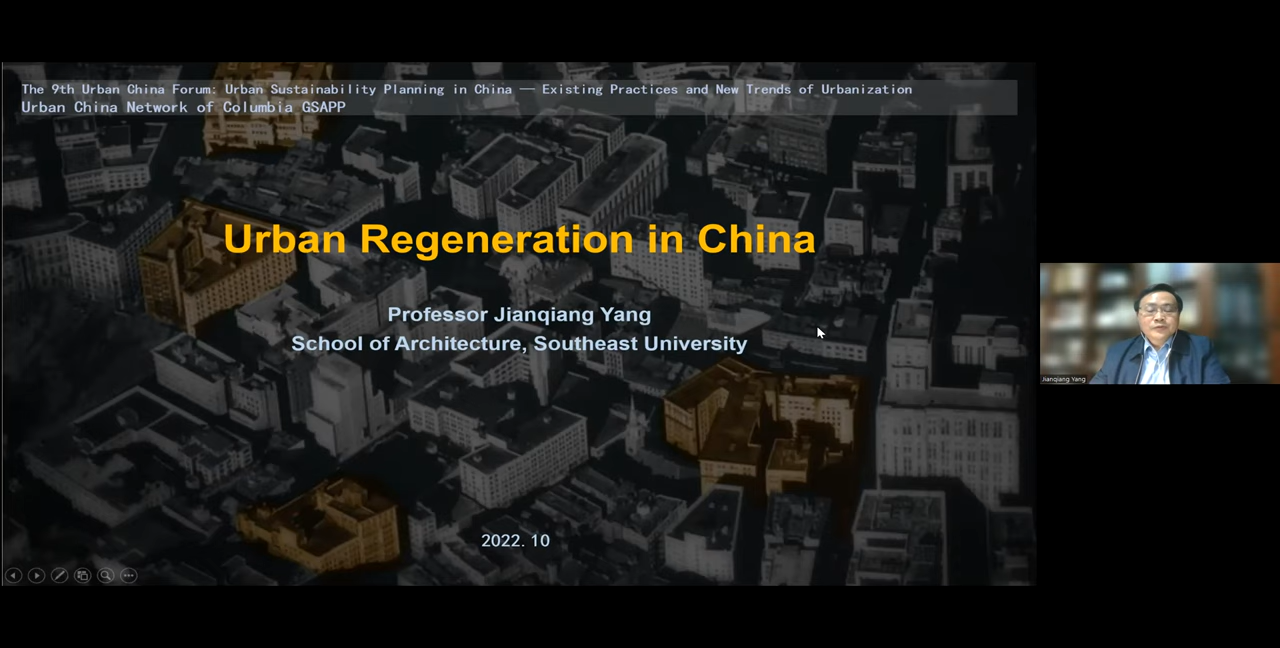 The 9th Urban China Forum: Urban Sustainability Planning in China —— Existing Practices and New Trends of Urbanization
Urban China Network of Columbia GSAPP
Urban Regeneration in China
Professor Jianqiang Yang
School of Architecture, Southeast University
Jianqiang Yang
2022. 10